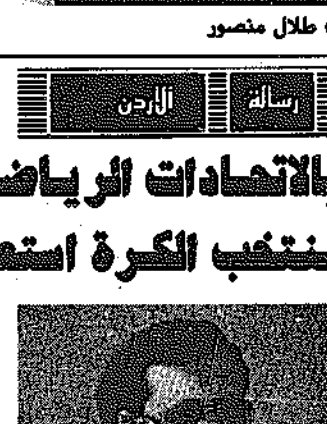 طلال منصور
رسالة الأردن
بالاتحادات الرياض
منتخب الكرة استع